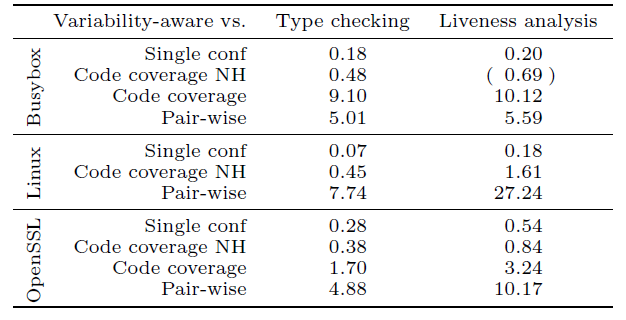 Variability-aware vs. Type checking Liveness analysis
Busybox
Single conf 0.18 0.20
Code coverage NH 0.48 ( 0.69 )
Code coverage 9.10 10.12
Pair-wise 5.01 5.59
Linux
Single conf 0.07 0.18
Code coverage NH 0.45 1.61
Pair-wise 7.74 27.24
OpenSSL
Single conf 0.28 0.54
Code coverage NH 0.38 0.84
Code coverage 1.70 3.24
Pair-wise 4.88 10.17